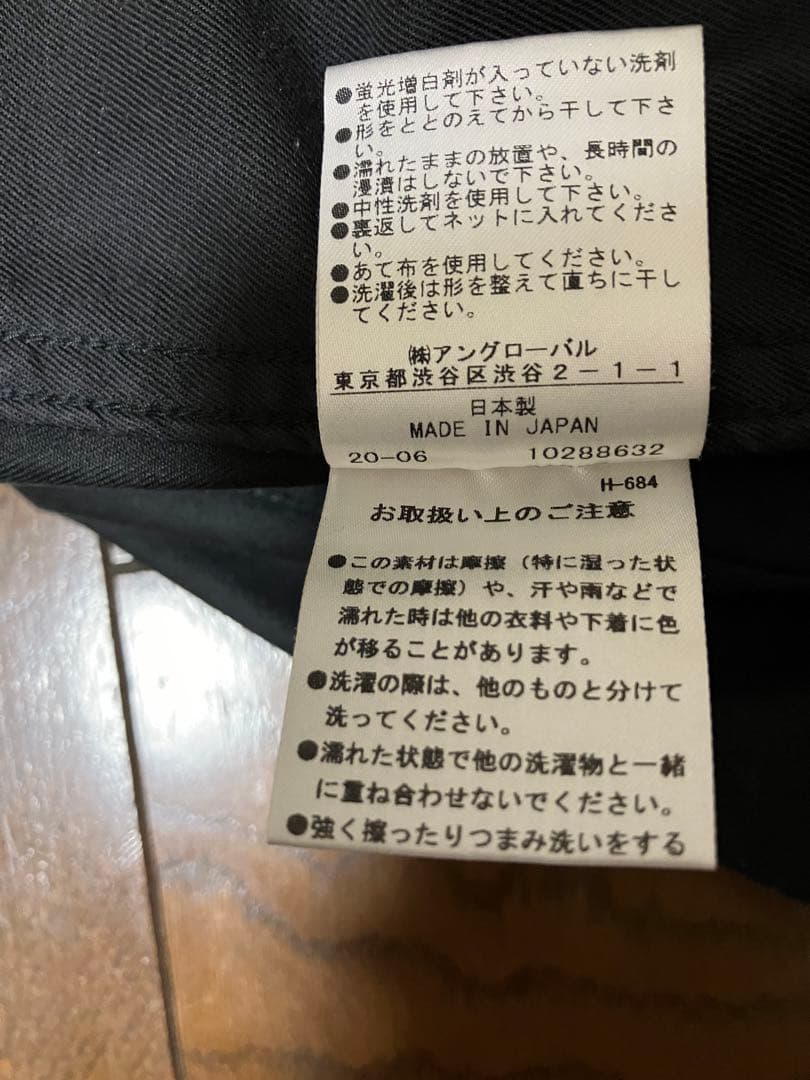 ●蛍光増白剤が入っていない洗剤
を使用して下さい。
●形をととのえてから干して下さ
い。
●濡れたままの放置や、長時間の
浸漬はしないで下さい。
●中性洗剤を使用して下さい。
●裏返してネットに入れてくださ
い。
●あて布を使用してください。
●洗濯後は形を整えて直ちに干し
てください。
㈱アングローバル
東京都渋谷区渋谷2-1-1
日本製
MADE IN JAPAN
20-06 10288632
H-684
お取扱い上のご注意
●この素材は摩擦（特に湿った状
態での摩擦）や、汗や雨などで
濡れた時は他の衣料や下着に色
が移ることがあります。
●洗濯の際は、他のものと分けて
洗ってください。
●濡れた状態で他の洗濯物と一緒
に重ね合わせないでください。
●強く擦ったりつまみ洗いをする